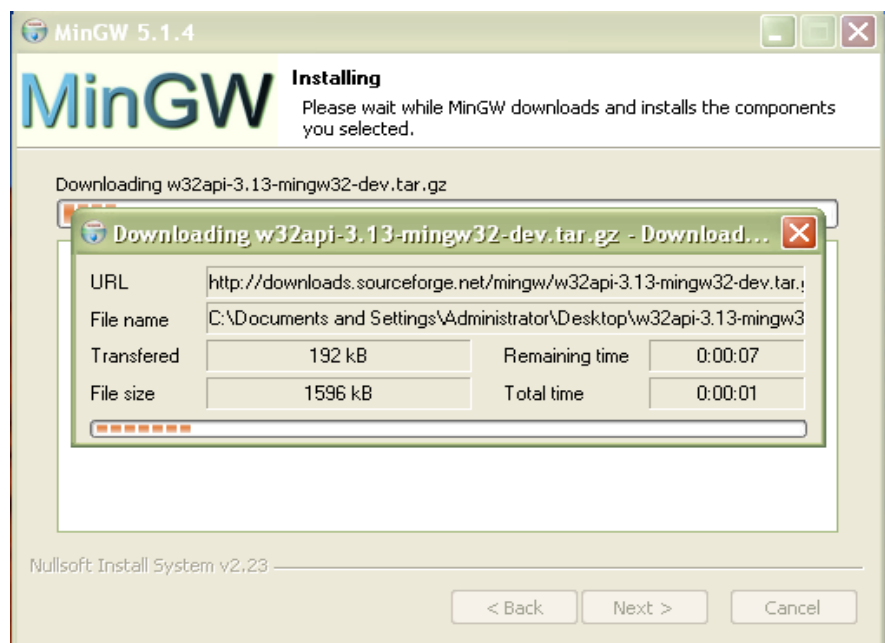 MinGW 5.1.4
MinGW
Installing
Please wait while MinGW downloads and installs the components
you selected.
Downloading w32api-3.13-mingw32-dev.tar.gz
Downloading w32api-3.13-mingw32-dev.tar.gz - Download...
URL http://downloads.sourceforge.net/mingw/w32api-3.13-mingw32-dev.tar.
File name C:\Documents and Settings\Administrator\Desktop\w32api-3.13-mingw3
Transfered 192 kB Remaining time 0:00:07
File size 1596 kB Total time 0:00:01
Nullsoft Install System v2.23
< Back Next > Cancel